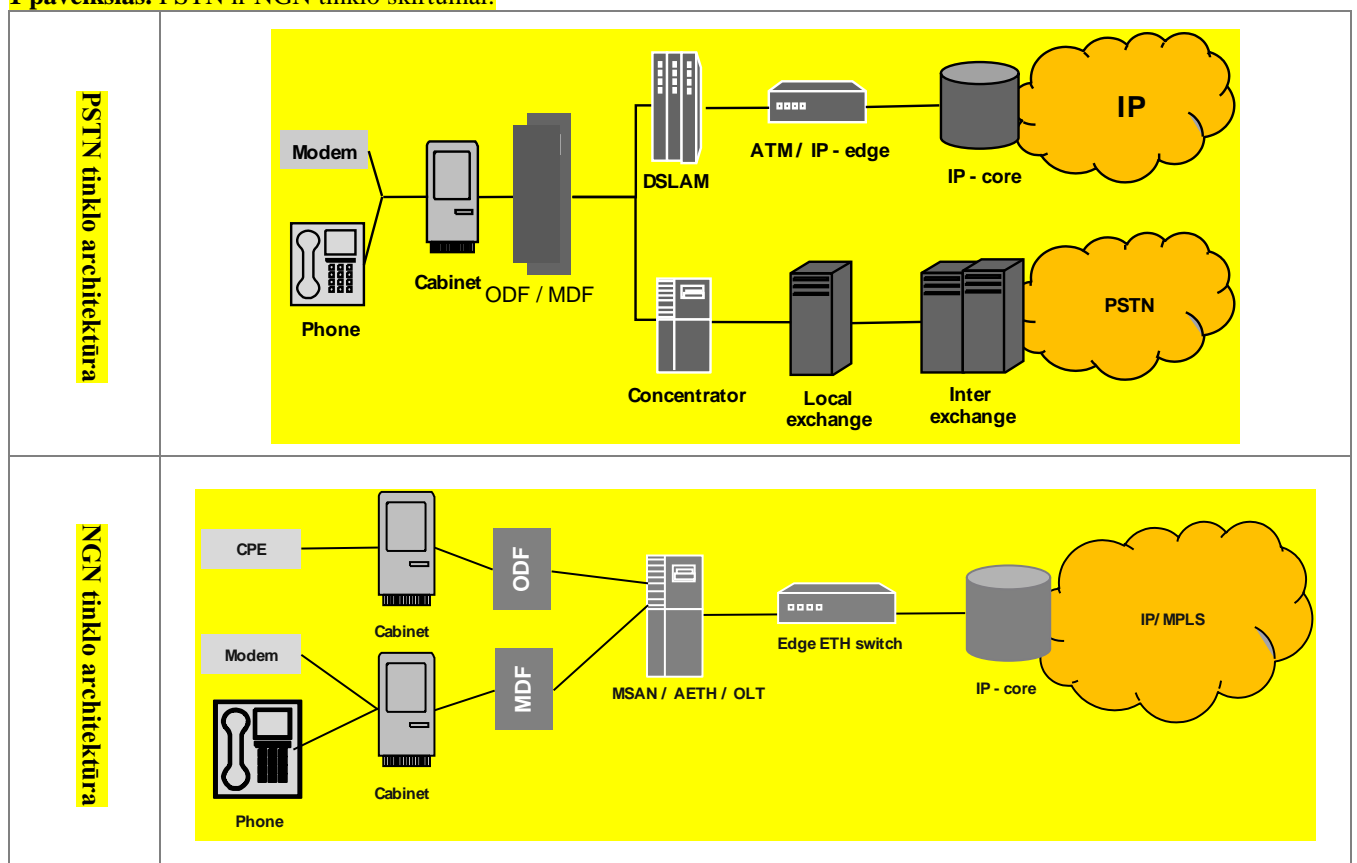 1 paveikslas. PSTN ir NGN tinklo skirtumai.
PSTN tinklo architektūra
Modem
Phone
Cabinet
ODF / MDF
DSLAM
ATM / IP - edge
IP - core
IP
Concentrator
Local
exchange
Inter
exchange
PSTN
NGN tinklo architektūra
CPE
Cabinet
ODF
Modem
Phone
Cabinet
MDF
MSAN / AETH / OLT
Edge ETH switch
IP - core
IP/ MPLS